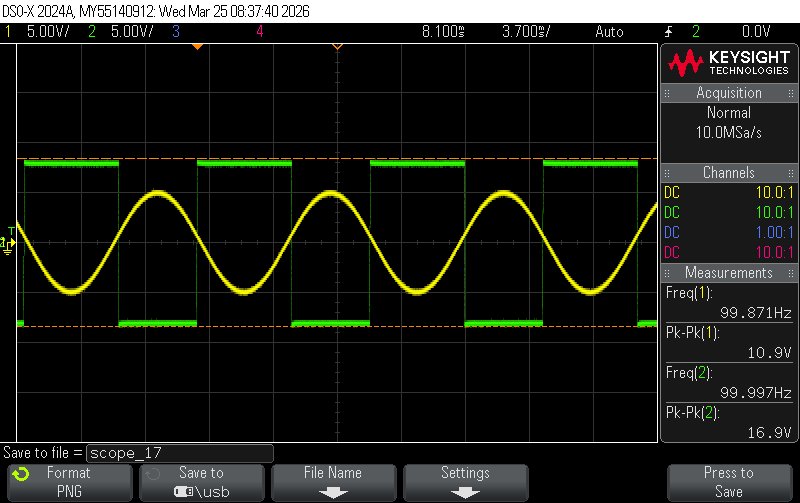 DSO-X 2024A, MY55140912: Wed Mar 25 08:37:40 2026
1 5.00V/ 2 5.00V/ 3 4 8.100s 3.700s/ Auto 2 0.0V
KEYSIGHT
TECHNOLOGIES
Acquisition
Normal
10.0MSa/s
Channels
DC 10.0:1
DC 10.0:1
DC 1.00:1
DC 10.0:1
Measurements
Freq(1):
99.871Hz
Pk-Pk(1):
10.9V
Freq(2):
99.997Hz
Pk-Pk(2):
16.9V
T
2
Save to file = scope_17
Format
PNG
Save to
\usb
File Name
Settings
Press to
Save